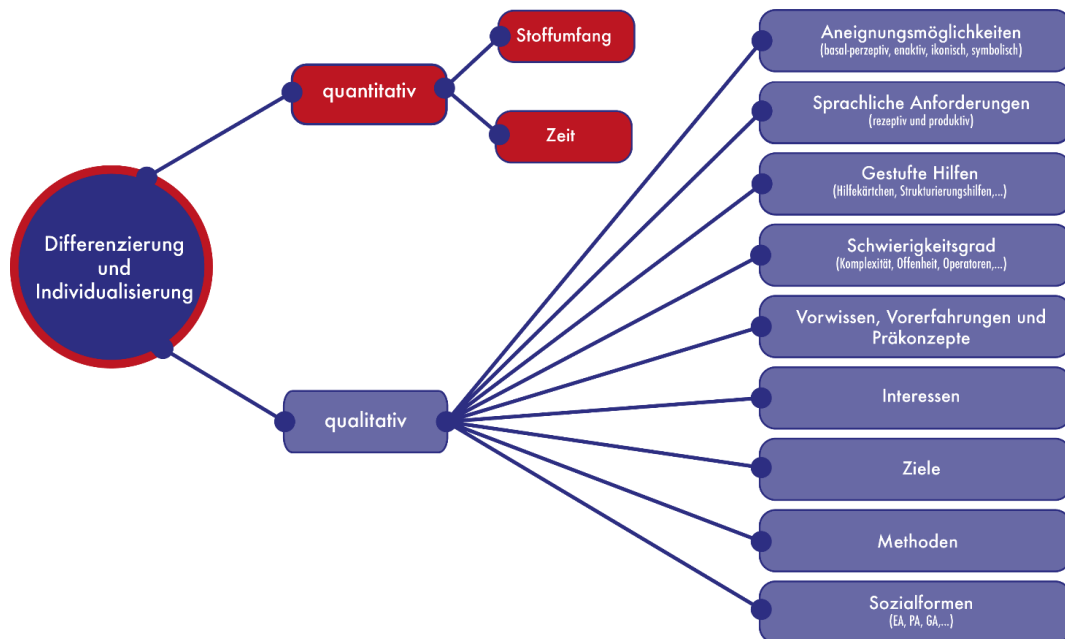 Differenzierung
und
Individualisierung
quantitativ
Stoffumfang
Zeit
qualitativ
Aneignungsmöglichkeiten
(basal-perzeptiv, enaktiv, ikonisch, symbolisch)
Sprachliche Anforderungen
(rezeptiv und produktiv)
Gestufte Hilfen
(Hilfekärtchen, Strukturierungshilfen,...)
Schwierigkeitsgrad
(Komplexität, Offenheit, Operatoren,...)
Vorwissen, Vorerfahrungen und
Präkonzepte
Interessen
Ziele
Methoden
Sozialformen
(EA, PA, GA,...)